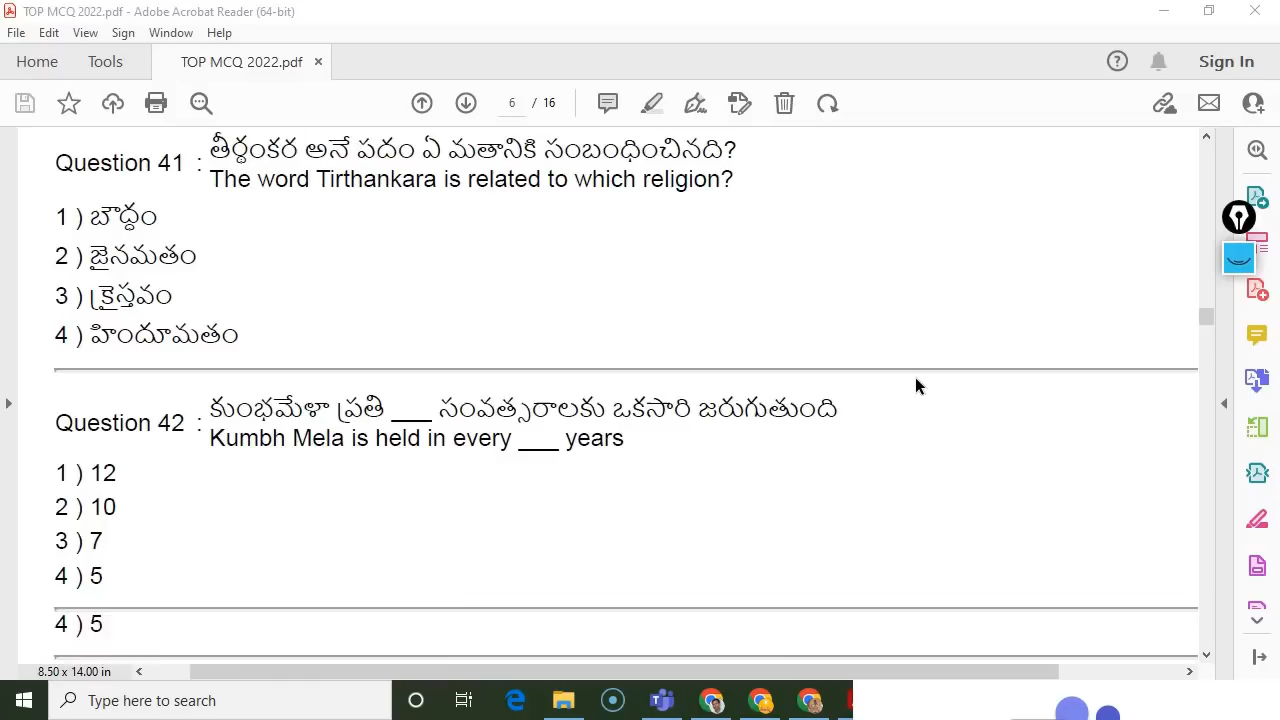 TOP MCQ 2022.pdf - Adobe Acrobat Reader (64-bit)
File Edit View Sign Window Help
Home Tools TOP MCQ 2022.pdf × Sign In
6 / 16
Question 41 : తీర్థంకర అనే పదం ఏ మతానికి సంబంధించినది?
The word Tirthankara is related to which religion?
1 ) బౌద్ధం
2 ) జైనమతం
3 ) క్రైస్తవం
4 ) హిందూమతం
Question 42 : కుంభమేళా ప్రతి ___ సంవత్సరాలకు ఒకసారి జరుగుతుంది
Kumbh Mela is held in every ___ years
1 ) 12
2 ) 10
3 ) 7
4 ) 5
4 ) 5
8.50 x 14.00 in
Type here to search